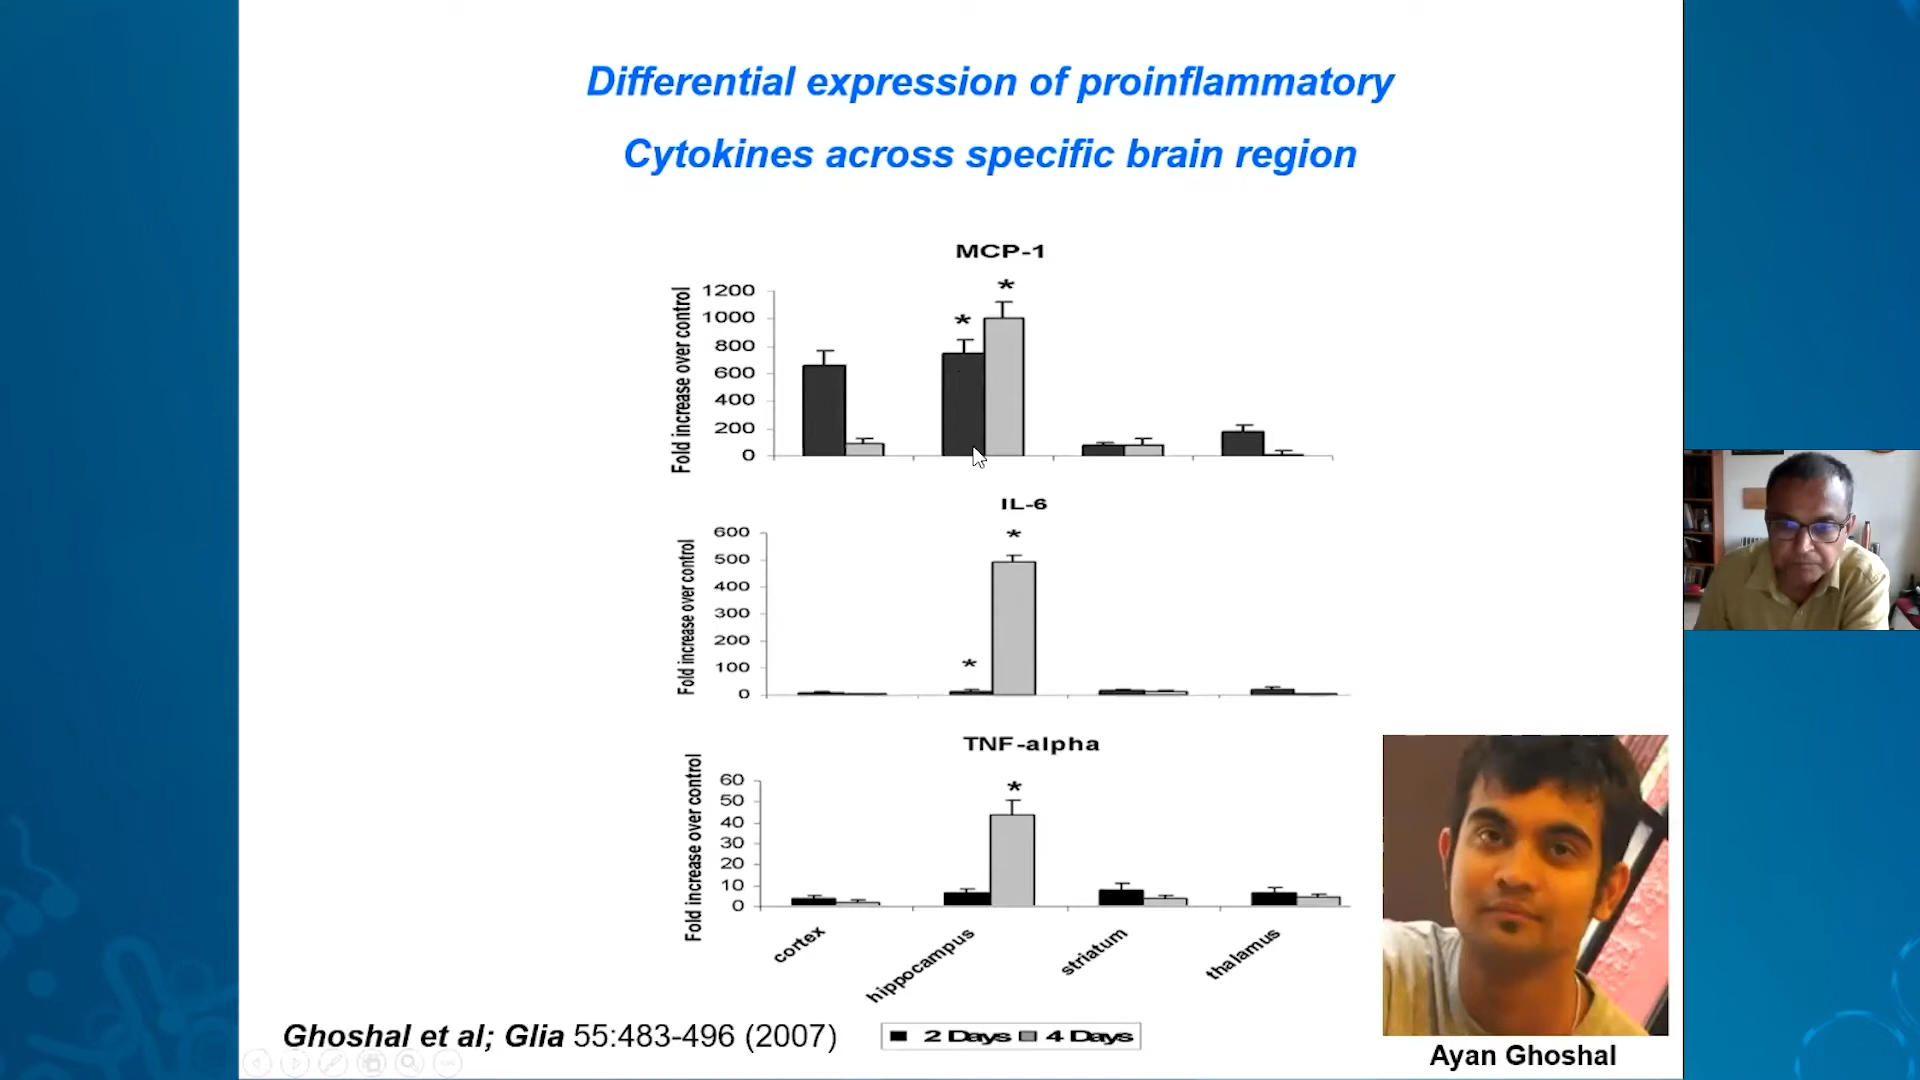 Differential expression of proinflammatory
Cytokines across specific brain region
MCP-1
Fold increase over control
1200
1000
800
600
400
200
0
*
*
IL-6
Fold increase over control
600
500
400
300
200
100
0
*
*
TNF-alpha
Fold increase over control
60
50
40
30
20
10
0
*
cortex
hippocampus
striatum
thalamus
2 Days 4 Days
Ghoshal et al; Glia 55:483-496 (2007)
Ayan Ghoshal